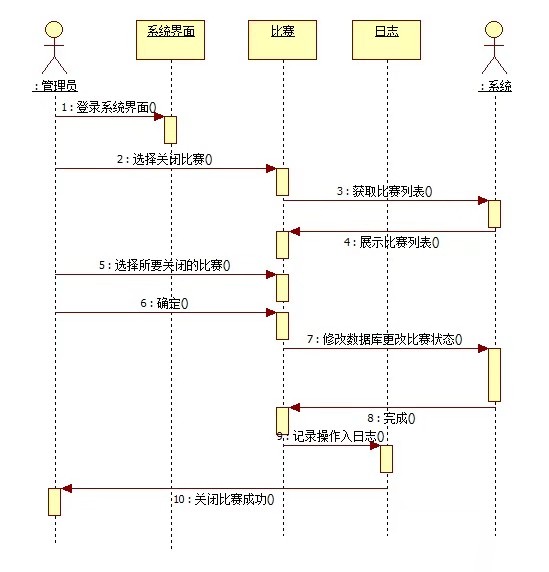 系统界面
比赛
日志
：管理员
：系统
1：登录系统界面()
2：选择关闭比赛()
3：获取比赛列表()
4：展示比赛列表()
5：选择所要关闭的比赛()
6：确定()
7：修改数据库更改比赛状态()
8：完成()
9：记录操作入日志()
10：关闭比赛成功()